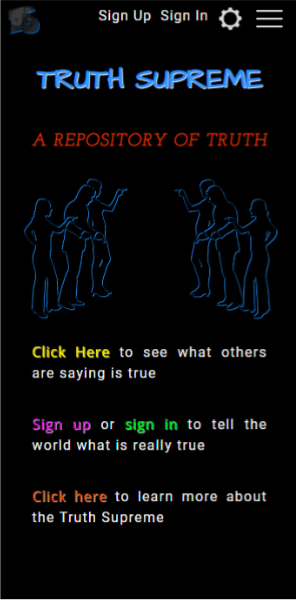 Sign Up Sign In
TRUTH SUPREME
A REPOSITORY OF TRUTH
Click Here to see what others
are saying is true
Sign up or sign in to tell the
world what is really true
Click here to learn more about
the Truth Supreme